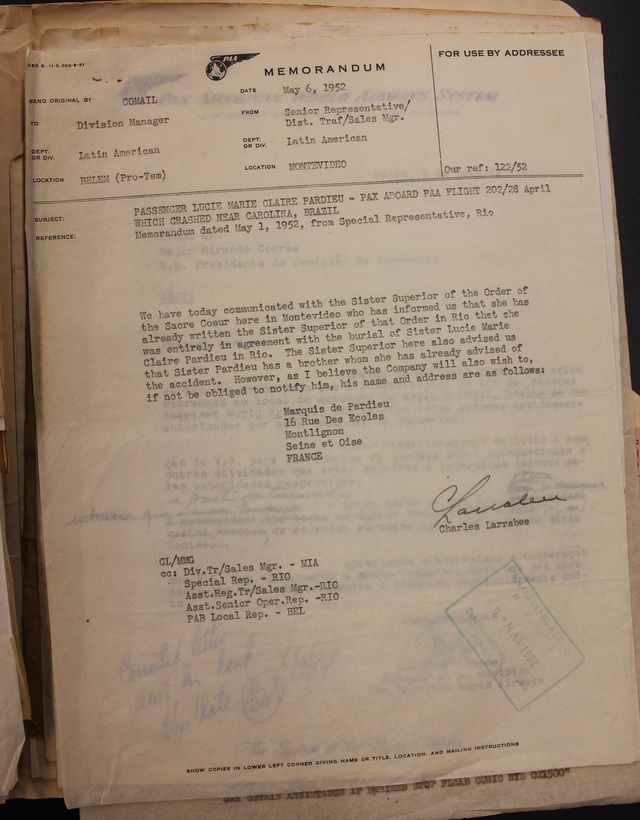 GEO G. 11-5,000-8-51
PAA
MEMORANDUM
FOR USE BY ADDRESSEE
DATE May 6, 1952
SEND ORIGINAL BY COMAIL
TO Division Manager
FROM Senior Representative/
Dist. Traf/Sales Mgr.
DEPT. OR DIV. Latin American
DEPT. OR DIV. Latin American
LOCATION BELEM (Pro-Tem)
LOCATION MONTEVIDEO
Our ref: 122/52
SUBJECT: PASSENGER LUCIE MARIE CLAIRE PARDIEU - PAX ABOARD PAA FLIGHT 202/28 April
WHICH CRASHED NEAR CAROLINA, BRAZIL
REFERENCE: Memorandum dated May 1, 1952, from Special Representative, Rio
We have today communicated with the Sister Superior of the Order of
the Sacre Coeur here in Montevideo who has informed us that she has
already written the Sister Superior of that Order in Rio that she
was entirely in agreement with the burial of Sister Lucie Marie
Claire Pardieu in Rio. The Sister Superior here also advised us
that Sister Pardieu has a brother whom she has already advised of
the accident. However, as I believe the Company will also wish to,
if not be obliged to notify him, his name and address are as follows:
Marquis de Pardieu
16 Rue Des Ecoles
Montlignon
Seine et Oise
FRANCE
Charles Larrabee
CL/MMG
cc: Div.Tr/Sales Mgr. - MIA
Special Rep. - RIO
Asst.Reg.Tr/Sales Mgr.-RIO
Asst.Senior Oper.Rep. -RIO
PAB Local Rep. - BEL
9 - MAI 1952
SHOW COPIES IN LOWER LEFT CORNER GIVING NAME OR TITLE, LOCATION, AND MAILING INSTRUCTIONS